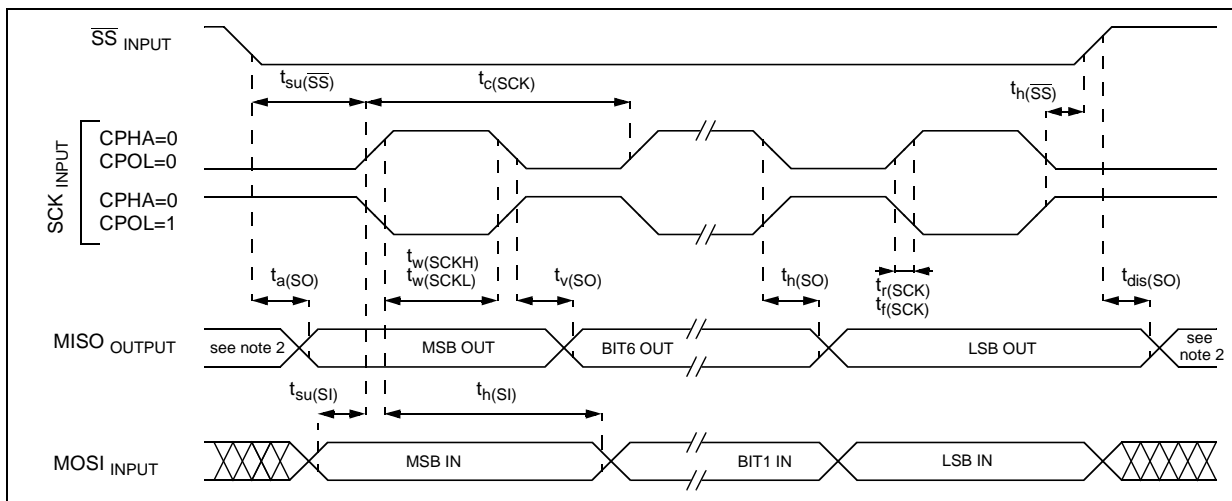 SS INPUT
tsu(SS)
tc(SCK)
th(SS)
SCK INPUT
CPHA=0
CPOL=0
CPHA=0
CPOL=1
ta(SO)
tw(SCKH)
tw(SCKL)
tv(SO)
th(SO)
tr(SCK)
tf(SCK)
tdis(SO)
MISO OUTPUT
see note 2
MSB OUT
BIT6 OUT
LSB OUT
see
note 2
tsu(SI)
th(SI)
MOSI INPUT
MSB IN
BIT1 IN
LSB IN